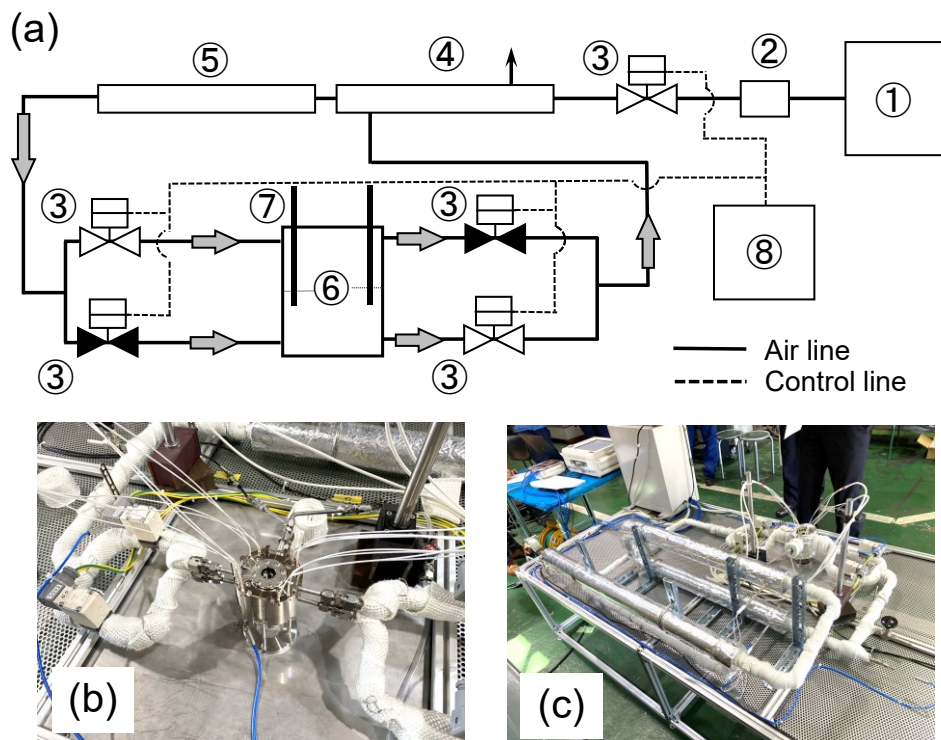 (a)
⑤ ④ ③ ② ①
③ ⑦ ③
⑥ ⑧
③ ③
Air line
Control line
(b) (c)